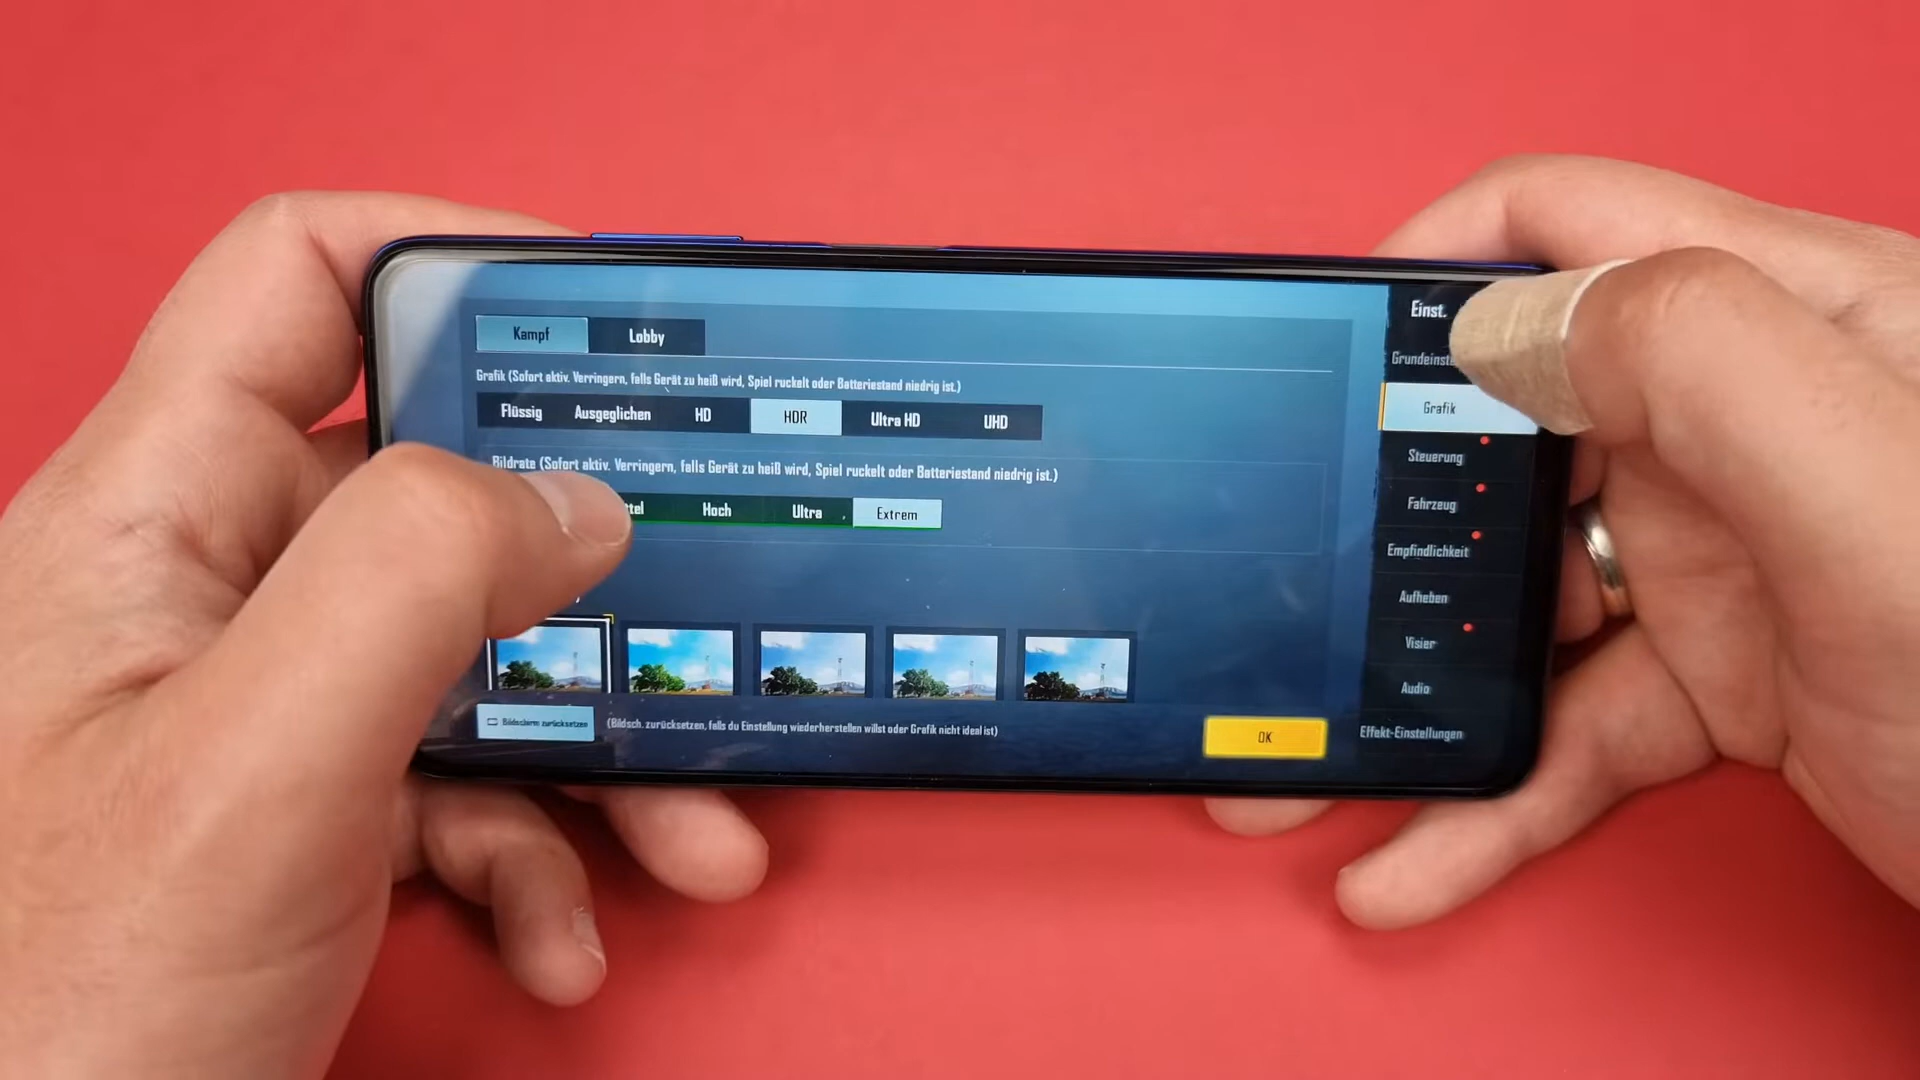 Kampf Lobby
Grafik (Sofort aktiv. Verringern, falls Gerät zu heiß wird, Spiel ruckelt oder Batteriestand niedrig ist.)
Flüssig Ausgeglichen HD HDR Ultra HD UHD
Bildrate (Sofort aktiv. Verringern, falls Gerät zu heiß wird, Spiel ruckelt oder Batteriestand niedrig ist.)
Hoch Ultra Extrem
Bildschirm zurücksetzen (Bildsch. zurücksetzen, falls du Einstellung wiederherstellen willst oder Grafik nicht ideal ist)
OK
Einst.
Grafik
Steuerung
Fahrzeug
Empfindlichkeit
Aufheben
Visier
Audio
Effekt-Einstellungen